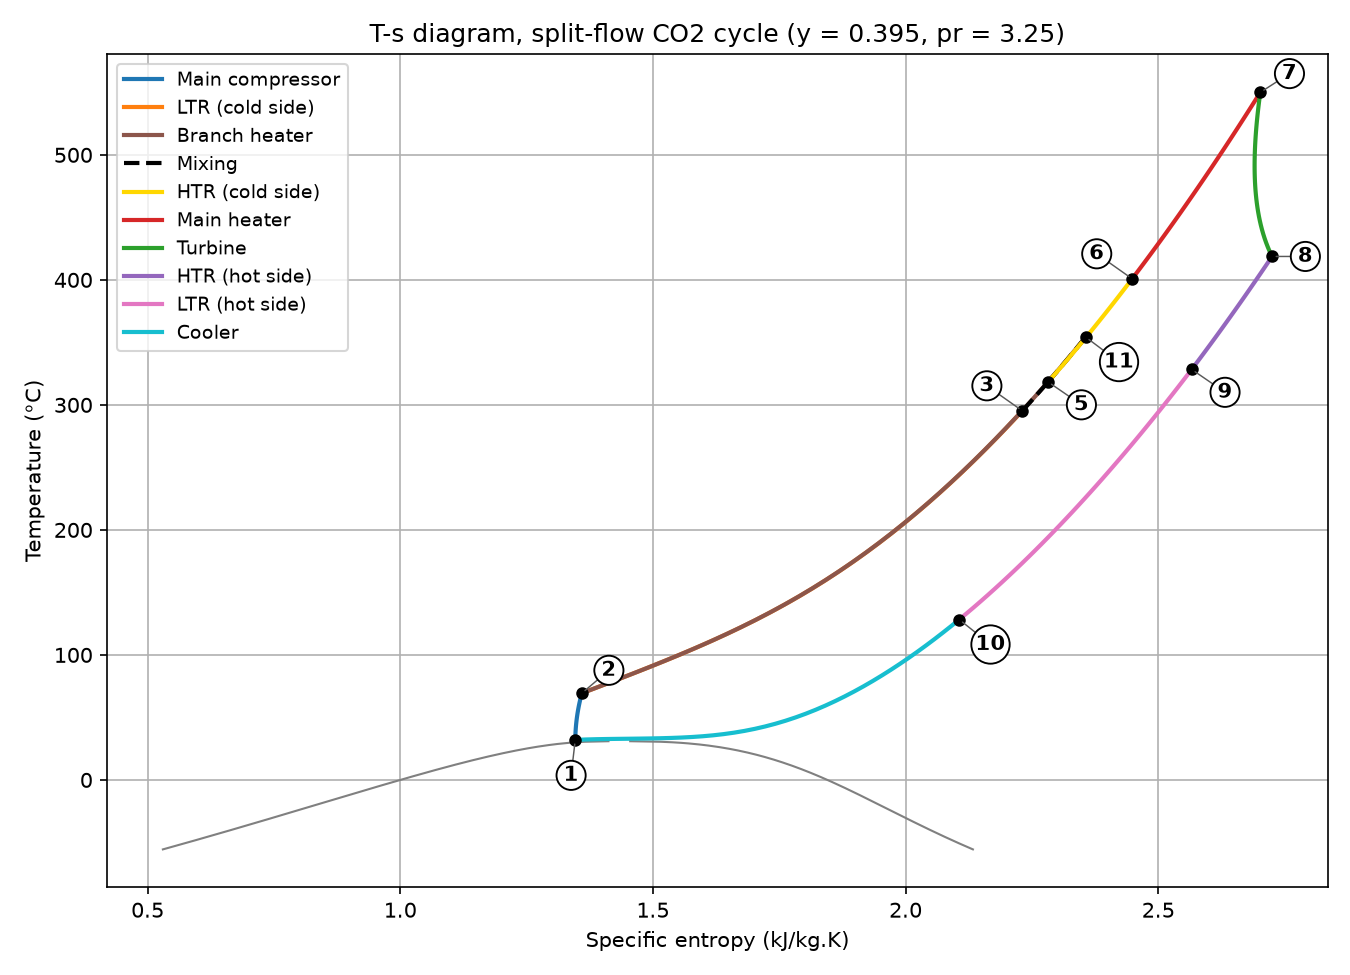 T-s diagram, split-flow CO2 cycle (y = 0.395, pr = 3.25)
Main compressor
LTR (cold side)
Branch heater
Mixing
HTR (cold side)
Main heater
Turbine
HTR (hot side)
LTR (hot side)
Cooler
7
6
8
3
11
5
9
2
10
1
500
400
300
200
100
0
Temperature (°C)
0.5 1.0 1.5 2.0 2.5
Specific entropy (kJ/kg.K)